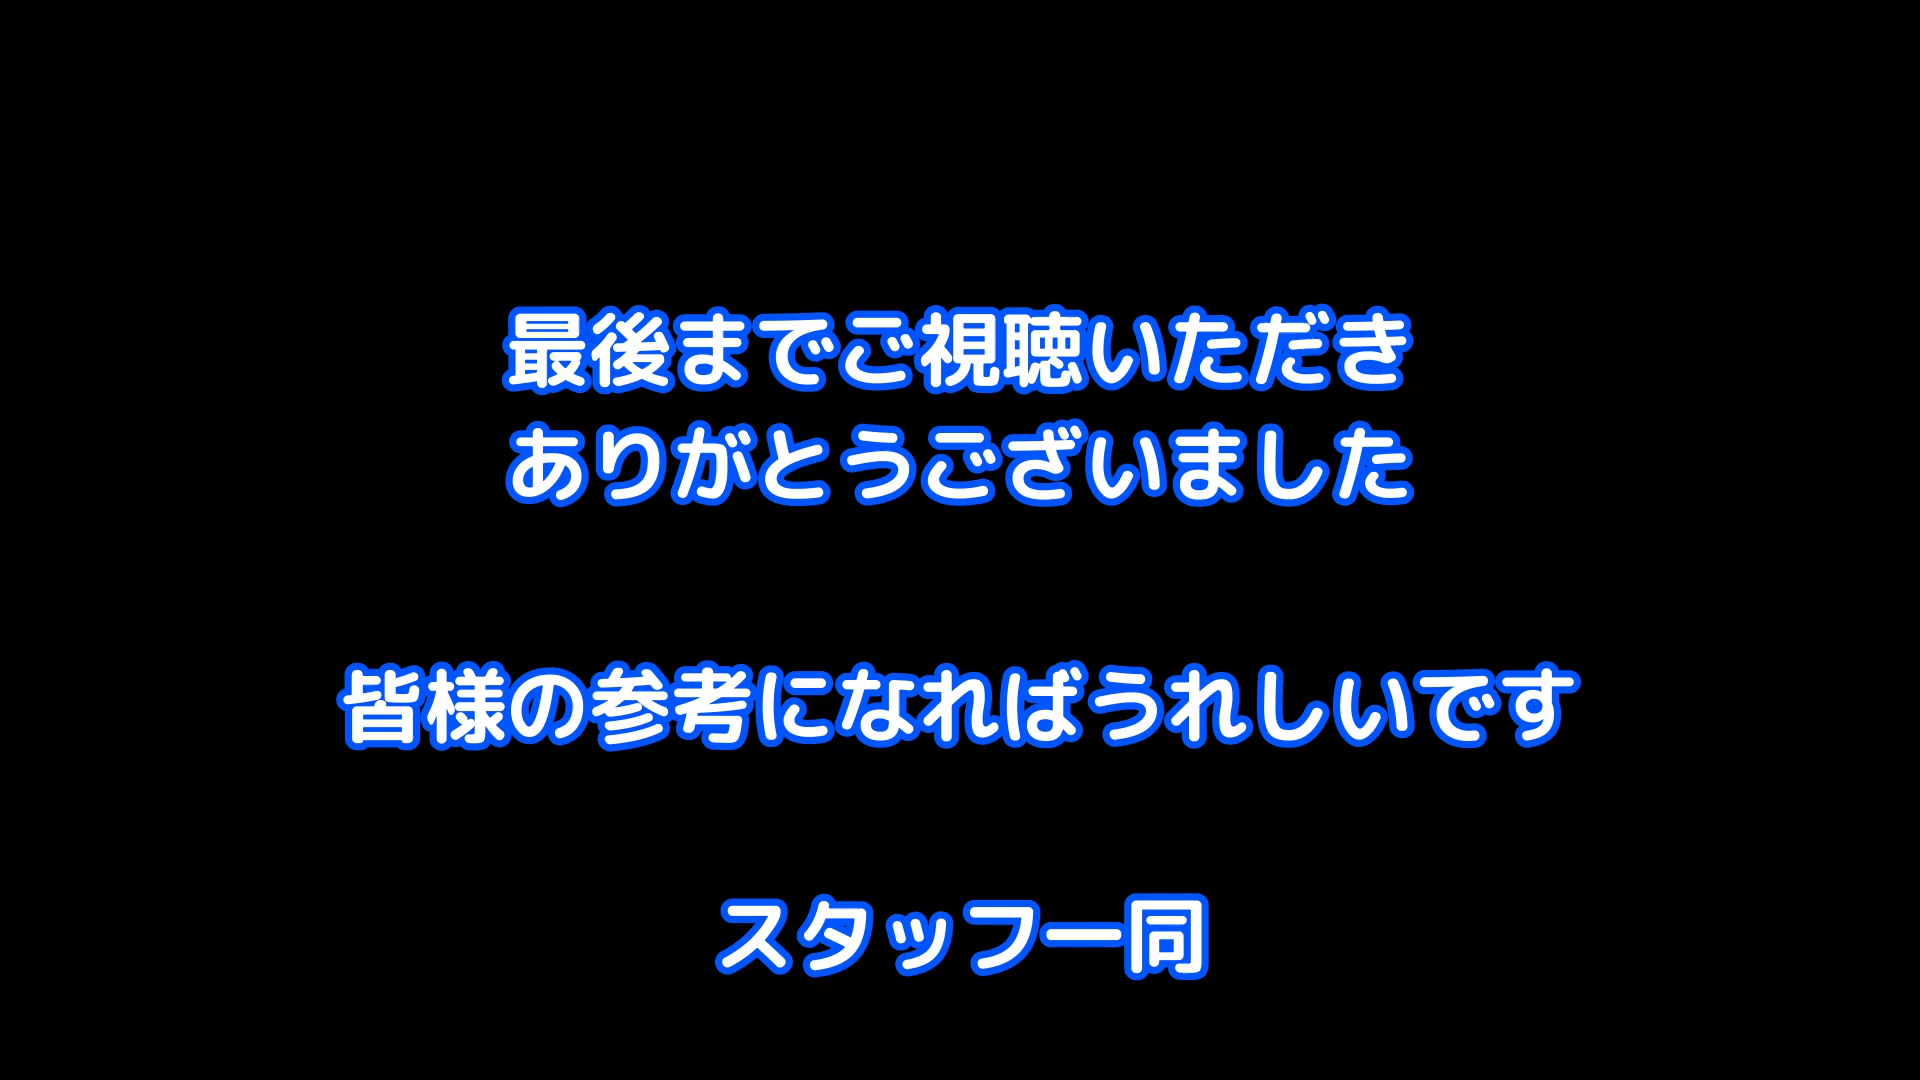 最後までご視聴いただき
ありがとうございました
皆様の参考になればうれしいです
スタッフ一同